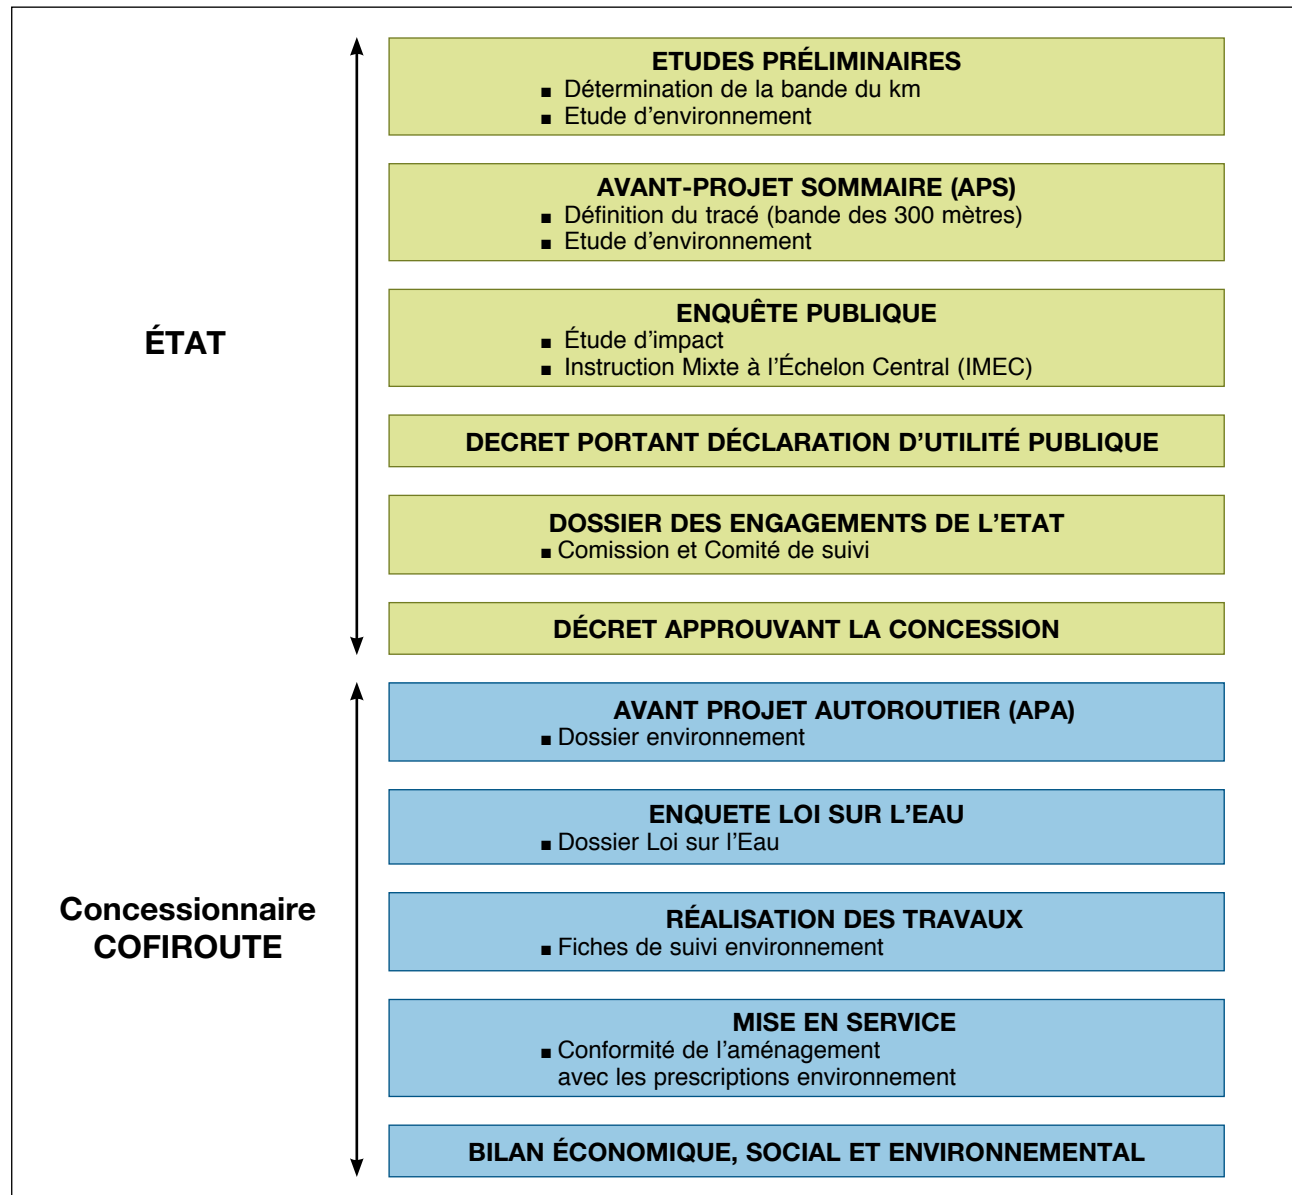 ETUDES PRÉLIMINAIRES
■ Détermination de la bande du km
■ Etude d’environnement
AVANT-PROJET SOMMAIRE (APS)
■ Définition du tracé (bande des 300 mètres)
■ Etude d’environnement
ENQUÊTE PUBLIQUE
■ Étude d’impact
■ Instruction Mixte à l’Échelon Central (IMEC)
ÉTAT
DECRET PORTANT DÉCLARATION D’UTILITÉ PUBLIQUE
DOSSIER DES ENGAGEMENTS DE L’ETAT
■ Comission et Comité de suivi
DÉCRET APPROUVANT LA CONCESSION
AVANT PROJET AUTOROUTIER (APA)
■ Dossier environnement
ENQUETE LOI SUR L’EAU
■ Dossier Loi sur l’Eau
Concessionnaire
COFIROUTE
RÉALISATION DES TRAVAUX
■ Fiches de suivi environnement
MISE EN SERVICE
■ Conformité de l’aménagement
avec les prescriptions environnement
BILAN ÉCONOMIQUE, SOCIAL ET ENVIRONNEMENTAL